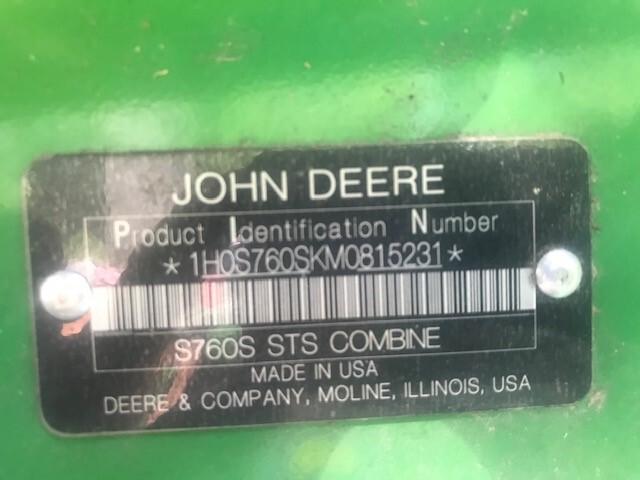 JOHN DEERE
Product Identification Number
*1H0S760SKM0815231*
S760S STS COMBINE
MADE IN USA
DEERE & COMPANY, MOLINE, ILLINOIS, USA